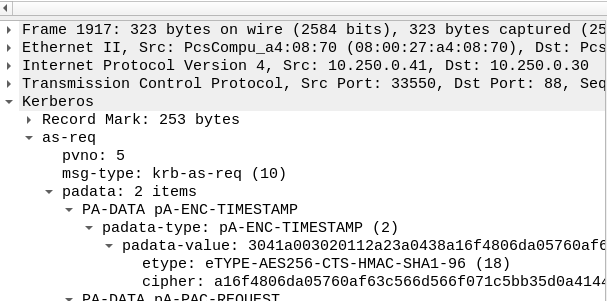 Frame 1917: 323 bytes on wire (2584 bits), 323 bytes captured (25
Ethernet II, Src: PcsCompu_a4:08:70 (08:00:27:a4:08:70), Dst: Pcs
Internet Protocol Version 4, Src: 10.250.0.41, Dst: 10.250.0.30
Transmission Control Protocol, Src Port: 33550, Dst Port: 88, Seq
Kerberos
Record Mark: 253 bytes
as-req
pvno: 5
msg-type: krb-as-req (10)
padata: 2 items
PA-DATA pA-ENC-TIMESTAMP
padata-type: pA-ENC-TIMESTAMP (2)
padata-value: 3041a003020112a23a0438a16f4806da05760af6
etype: eTYPE-AES256-CTS-HMAC-SHA1-96 (18)
cipher: a16f4806da05760af63c566d566f071c5bb35d0a4144
PA-DATA pA-PAC-REQUEST